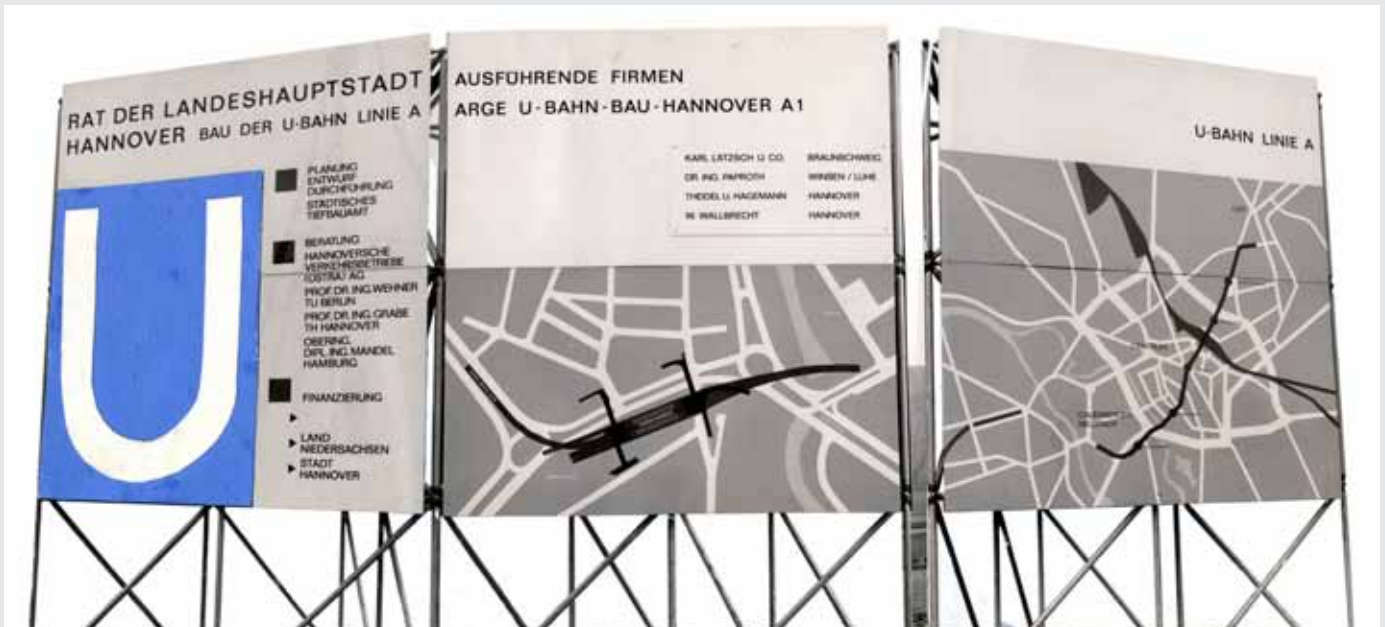 RAT DER LANDESHAUPTSTADT
HANNOVER BAU DER U-BAHN LINIE A
U
PLANUNG
ENTWURF
DURCHFÜHRUNG
STÄDTISCHES
TIEFBAUAMT
BERATUNG
HANNOVERSCHE
VERKEHRSBETRIEBE
(ÜSTRA) AG
PROF. DR. ING. WEHNER
TU BERLIN
PROF. DR. ING. GRABE
TH HANNOVER
OBERING.
DIPL. ING. MANDEL
HAMBURG
FINANZIERUNG
LAND
NIEDERSACHSEN
STADT
HANNOVER
AUSFÜHRENDE FIRMEN
ARGE U-BAHN-BAU-HANNOVER A1
KARL LÄTZSCH U. CO. BRAUNSCHWEIG
DR. ING. PAPROTH WINSEN / LUHE
THÖDEL U. HAGEMANN HANNOVER
W. WALLBRECHT HANNOVER
U-BAHN LINIE A